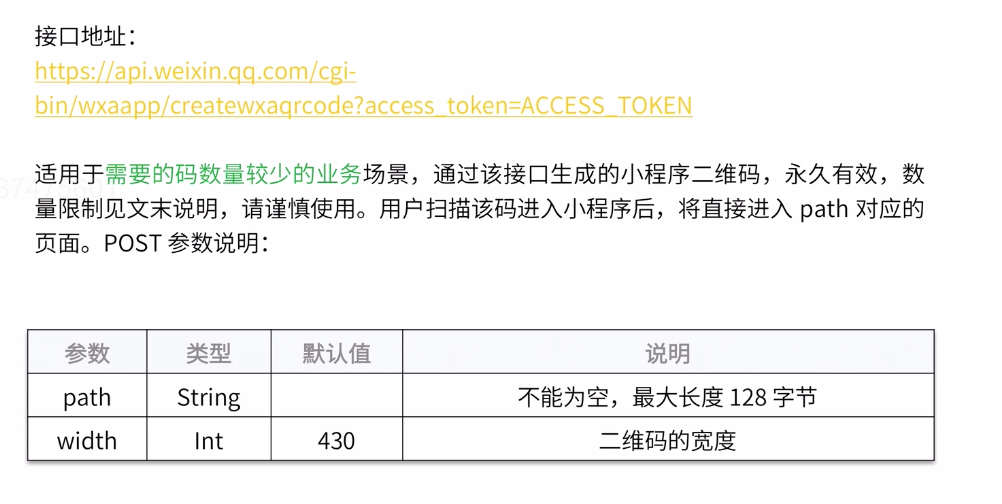 接口地址：
https://api.weixin.qq.com/cgi-
bin/wxaapp/createwxaqrcode?access_token=ACCESS_TOKEN
适用于需要的码数量较少的业务场景，通过该接口生成的小程序二维码，永久有效，数
量限制见文末说明，请谨慎使用。用户扫描该码进入小程序后，将直接进入 path 对应的
页面。POST 参数说明：
参数 类型 默认值 说明
path String 不能为空，最大长度 128 字节
width Int 430 二维码的宽度